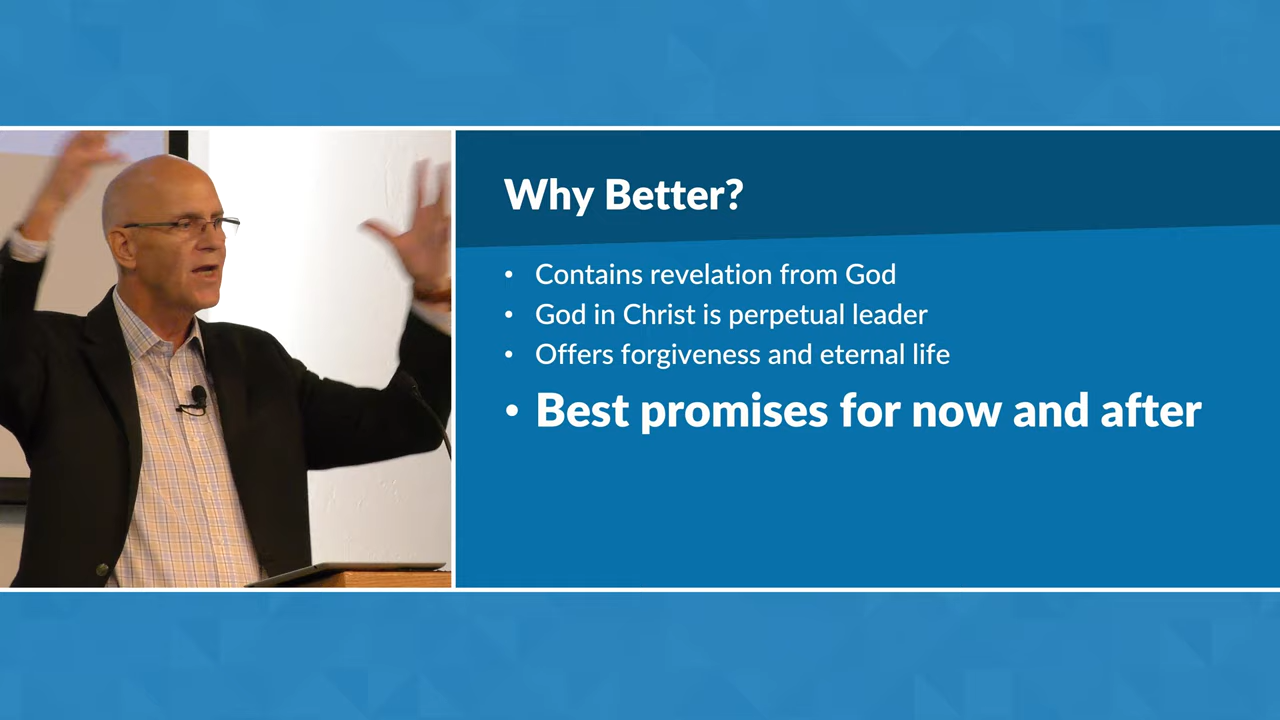 Why Better?
• Contains revelation from God
• God in Christ is perpetual leader
• Offers forgiveness and eternal life
• Best promises for now and after